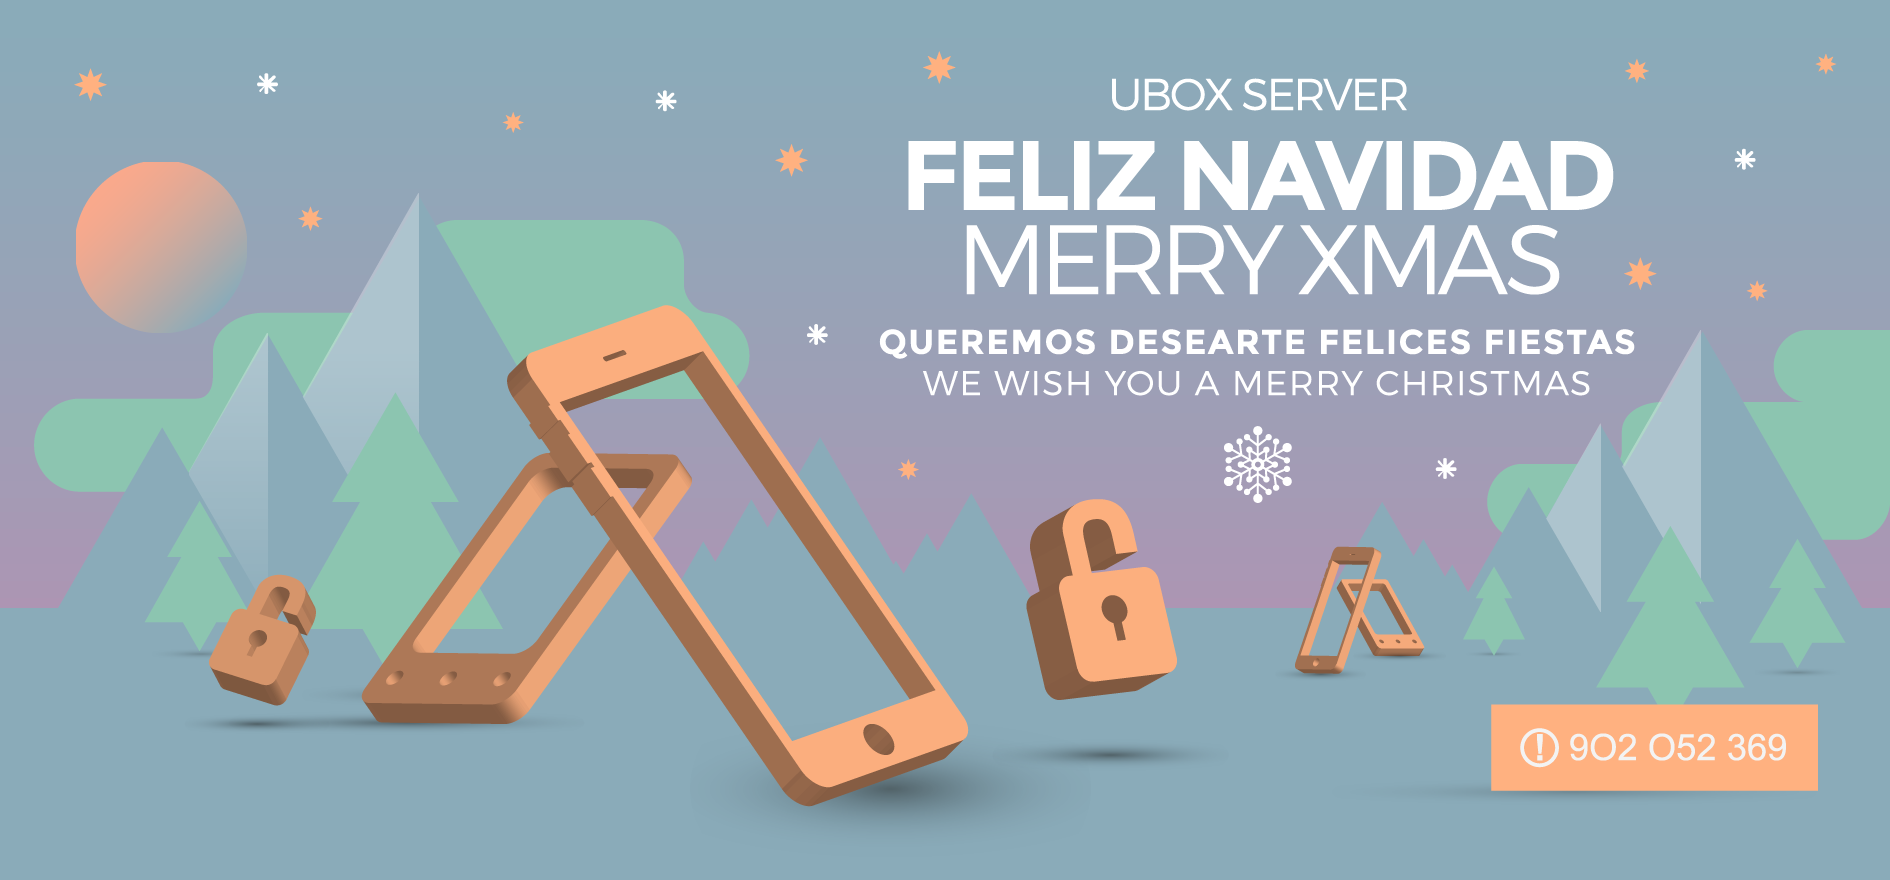 UBOX SERVER
FELIZ NAVIDAD
MERRY XMAS
QUEREMOS DESEARTE FELICES FIESTAS
WE WISH YOU A MERRY CHRISTMAS
! 902 052 369